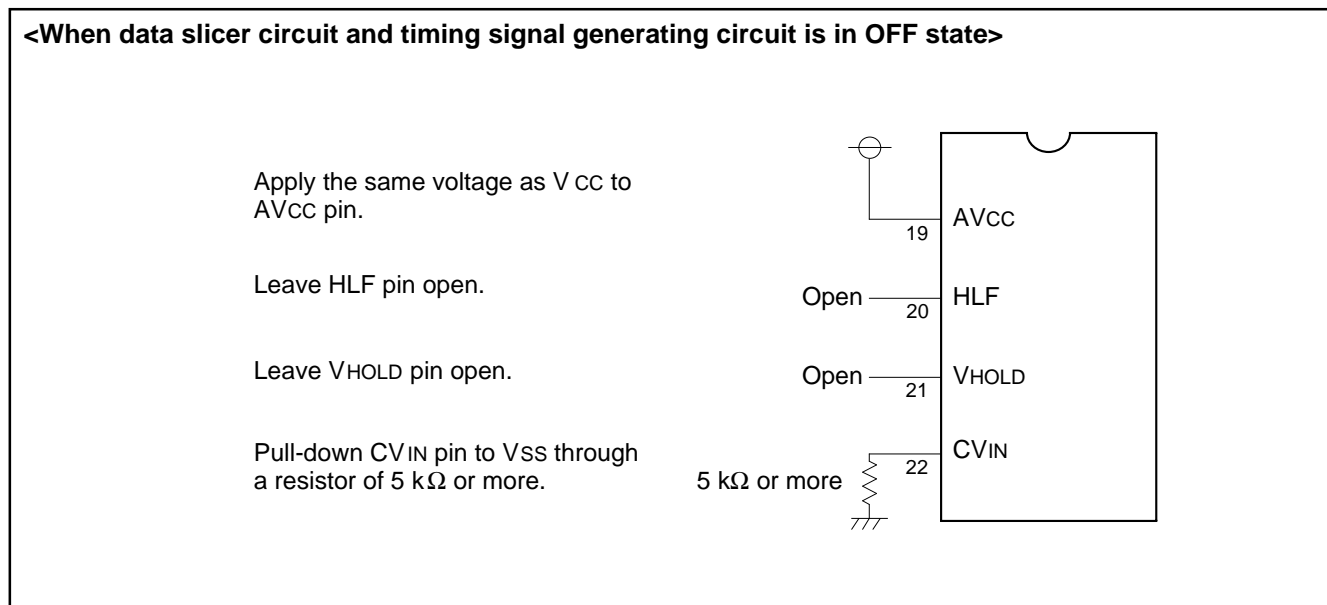 <When data slicer circuit and timing signal generating circuit is in OFF state>
Apply the same voltage as VCC to
AVCC pin.
19
AVCC
Leave HLF pin open.
Open
20
HLF
Leave VHOLD pin open.
Open
21
VHOLD
Pull-down CVIN pin to VSS through
a resistor of 5 kΩ or more.
5 kΩ or more
22
CVIN